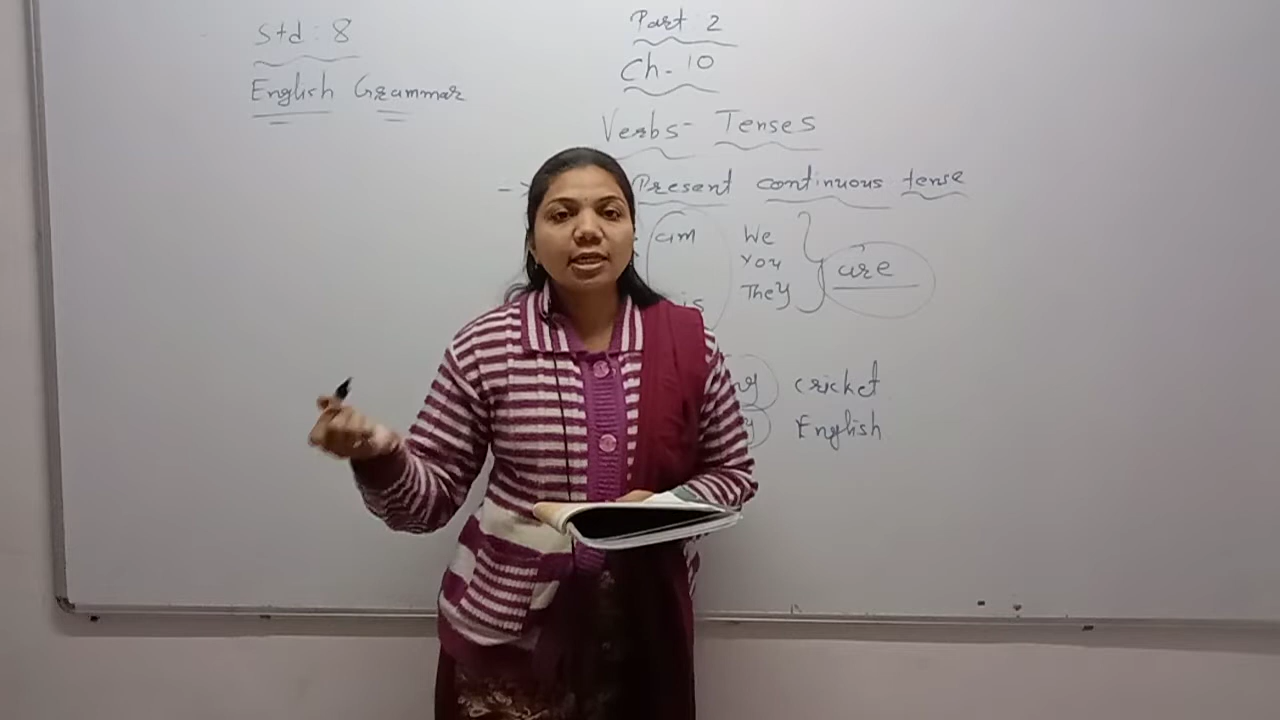 Std : 8
English Grammar
Part 2
Ch - 10
Verbs - Tenses
Present continuous tense
am
is
We
You
They
are
cricket
English